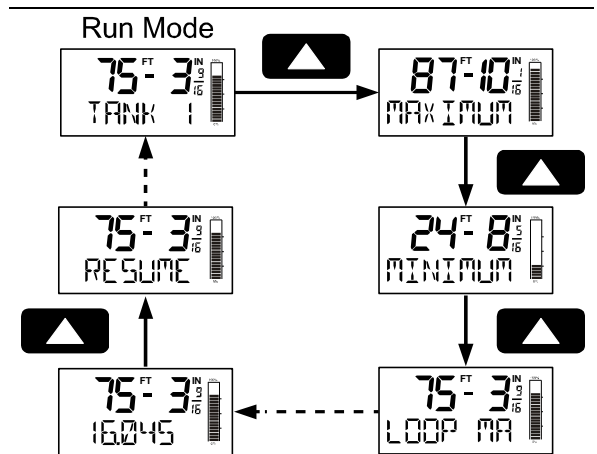 Run Mode
75 FT - 3 IN 9/16
TANK 1
87 FT - 10 IN 1/16
MAXIMUM
75 FT - 3 IN 9/16
RESUME
24 FT - 8 IN 5/16
MINIMUM
75 FT - 3 IN 9/16
16.045
75 FT - 3 IN 9/16
LOOP MA